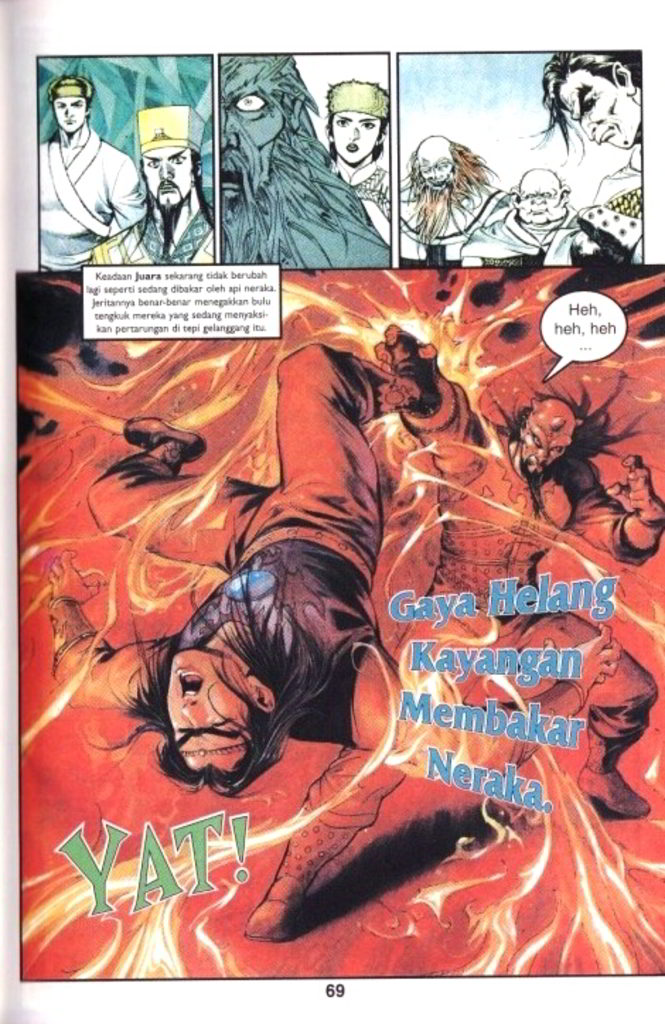 Keadaan Juara sekarang tidak berubah
lagi seperti sedang dibakar oleh api neraka.
Jeritannya benar-benar menegakkan bulu
tengkuk mereka yang sedang menyaksi-
kan pertarungan di tepi gelanggang itu.
Heh,
heh, heh
...
Gaya Helang
Kayangan
Membakar
Neraka.
YAT!
69